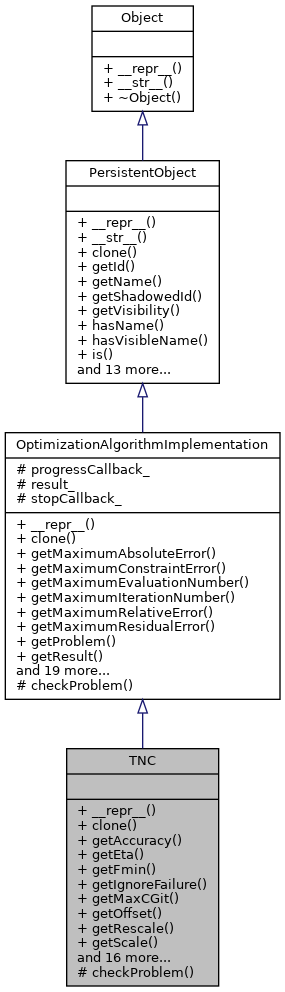 Object
+ __repr__()
+ __str__()
+ ~Object()
PersistentObject
+ __repr__()
+ __str__()
+ clone()
+ getId()
+ getName()
+ getShadowedId()
+ getVisibility()
+ hasName()
+ hasVisibleName()
+ is()
and 13 more...
OptimizationAlgorithmImplementation
# progressCallback_
# result_
# stopCallback_
+ __repr__()
+ clone()
+ getMaximumAbsoluteError()
+ getMaximumConstraintError()
+ getMaximumEvaluationNumber()
+ getMaximumIterationNumber()
+ getMaximumRelativeError()
+ getMaximumResidualError()
+ getProblem()
+ getResult()
and 19 more...
# checkProblem()
TNC
+ __repr__()
+ clone()
+ getAccuracy()
+ getEta()
+ getFmin()
+ getIgnoreFailure()
+ getMaxCGit()
+ getOffset()
+ getRescale()
+ getScale()
and 16 more...
# checkProblem()